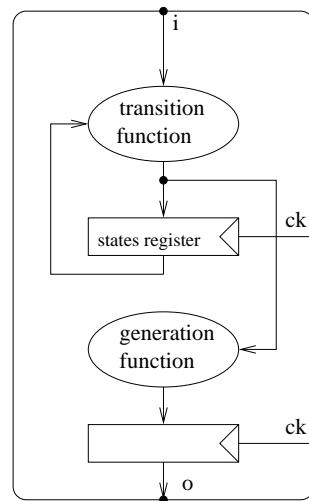 i
transition
function
ck
states register
generation
function
ck
o